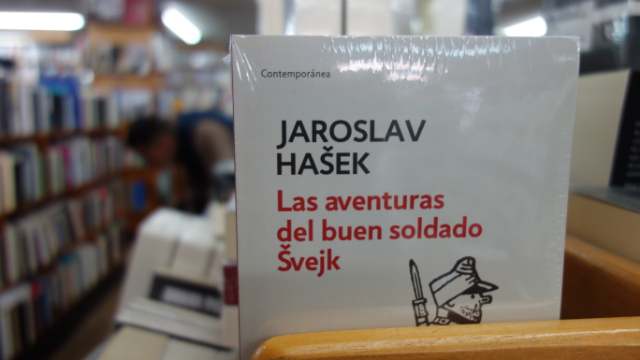 Contemporánea
JAROSLAV
HAŠEK
Las aventuras
del buen soldado
Švejk